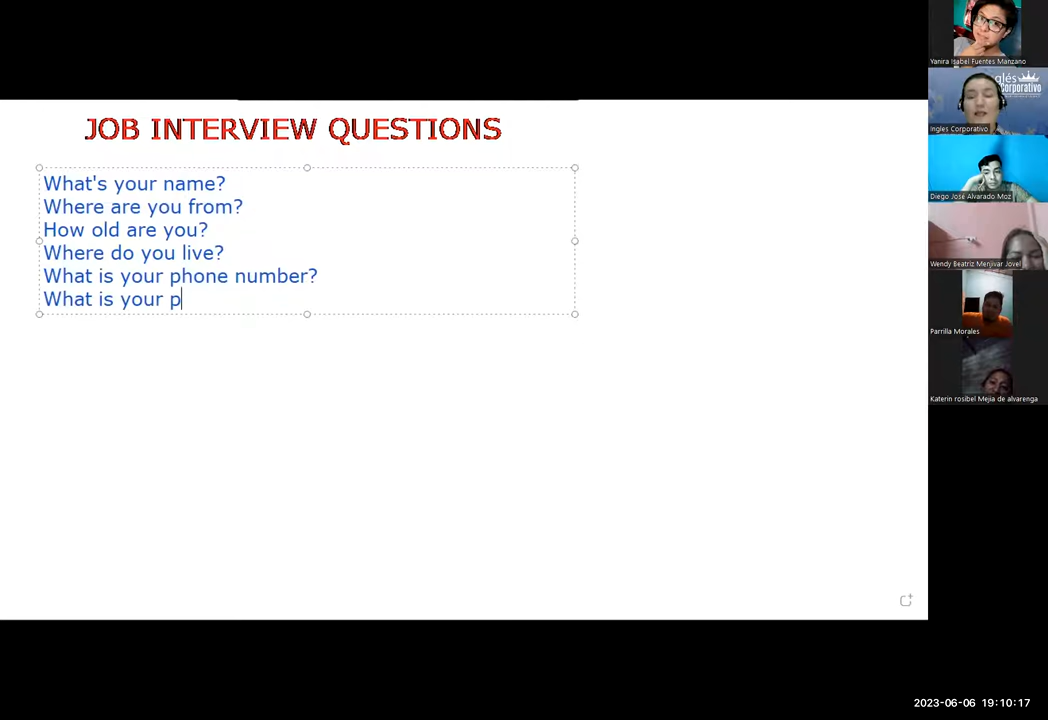 JOB INTERVIEW QUESTIONS
What's your name?
Where are you from?
How old are you?
Where do you live?
What is your phone number?
What is your p
Yanira Isabel Fuentes Manzano
glés
Corporativo
Ingles Corporativo
Diego José Alvarado Moz
Wendy Beatriz Menjivar Jovel
Parrilla Morales
Katerin rosibel Mejia de alvarenga
2023-06-06 19:10:17